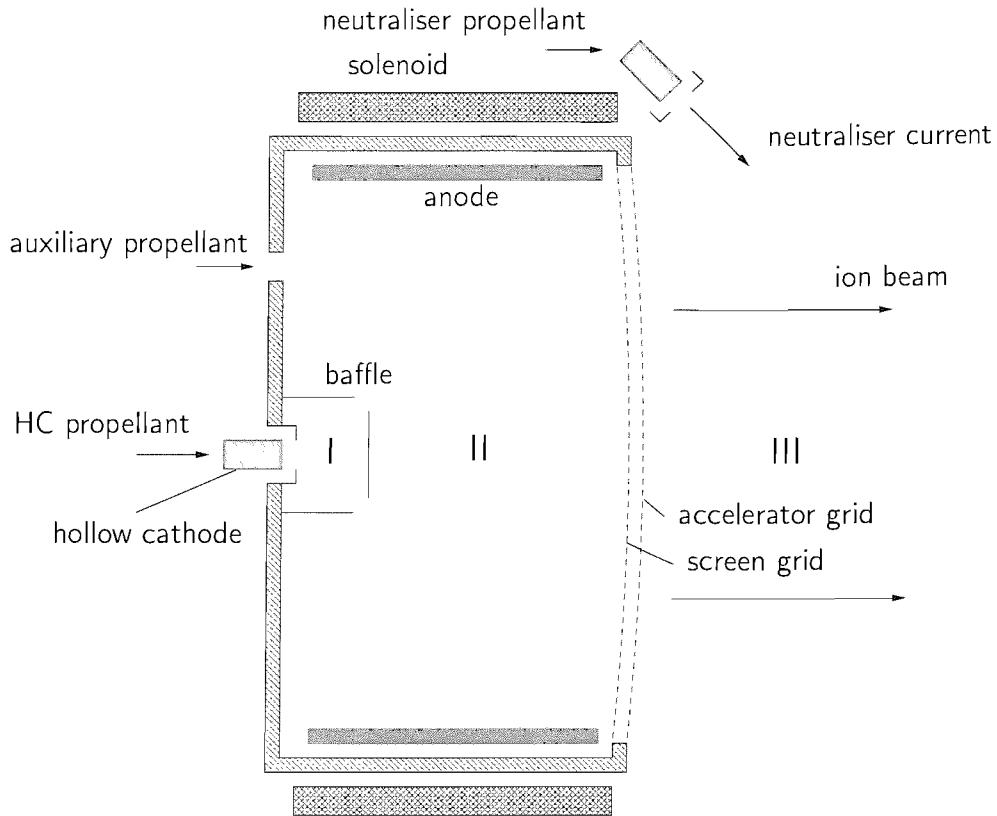 neutraliser propellant
solenoid
neutraliser current
anode
auxiliary propellant
ion beam
baffle
HC propellant
I
II
III
hollow cathode
accelerator grid
screen grid